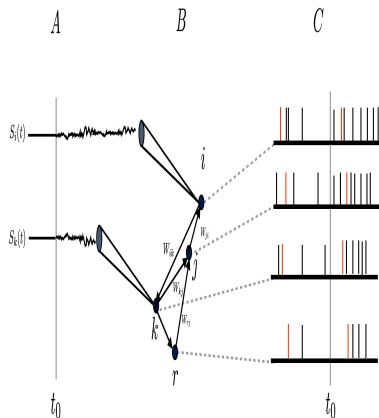 A B C
S_i(t)
i
W_ik
W_ji
j
W_kj
S_k(t)
k
W_rj
r
t_0 t_0